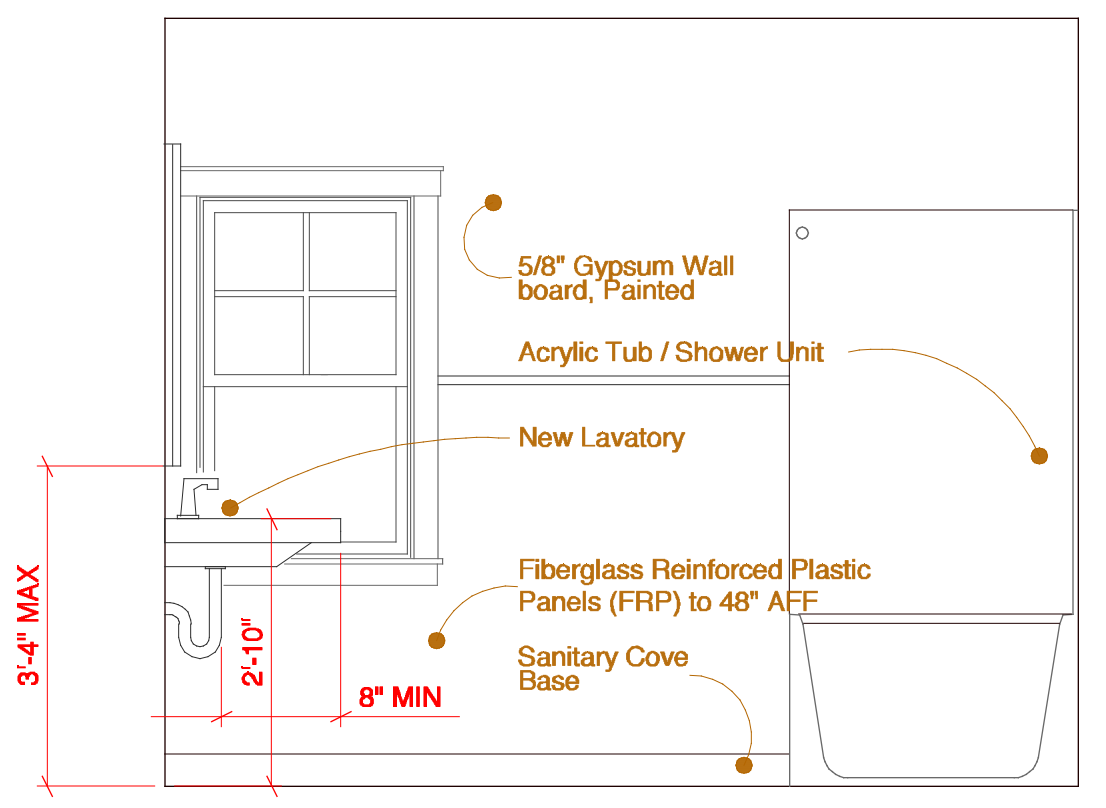 5/8" Gypsum Wall
board, Painted
Acrylic Tub / Shower Unit
New Lavatory
Fiberglass Reinforced Plastic
Panels (FRP) to 48" AFF
Sanitary Cove
Base
3'-4" MAX
2'-10"
8" MIN